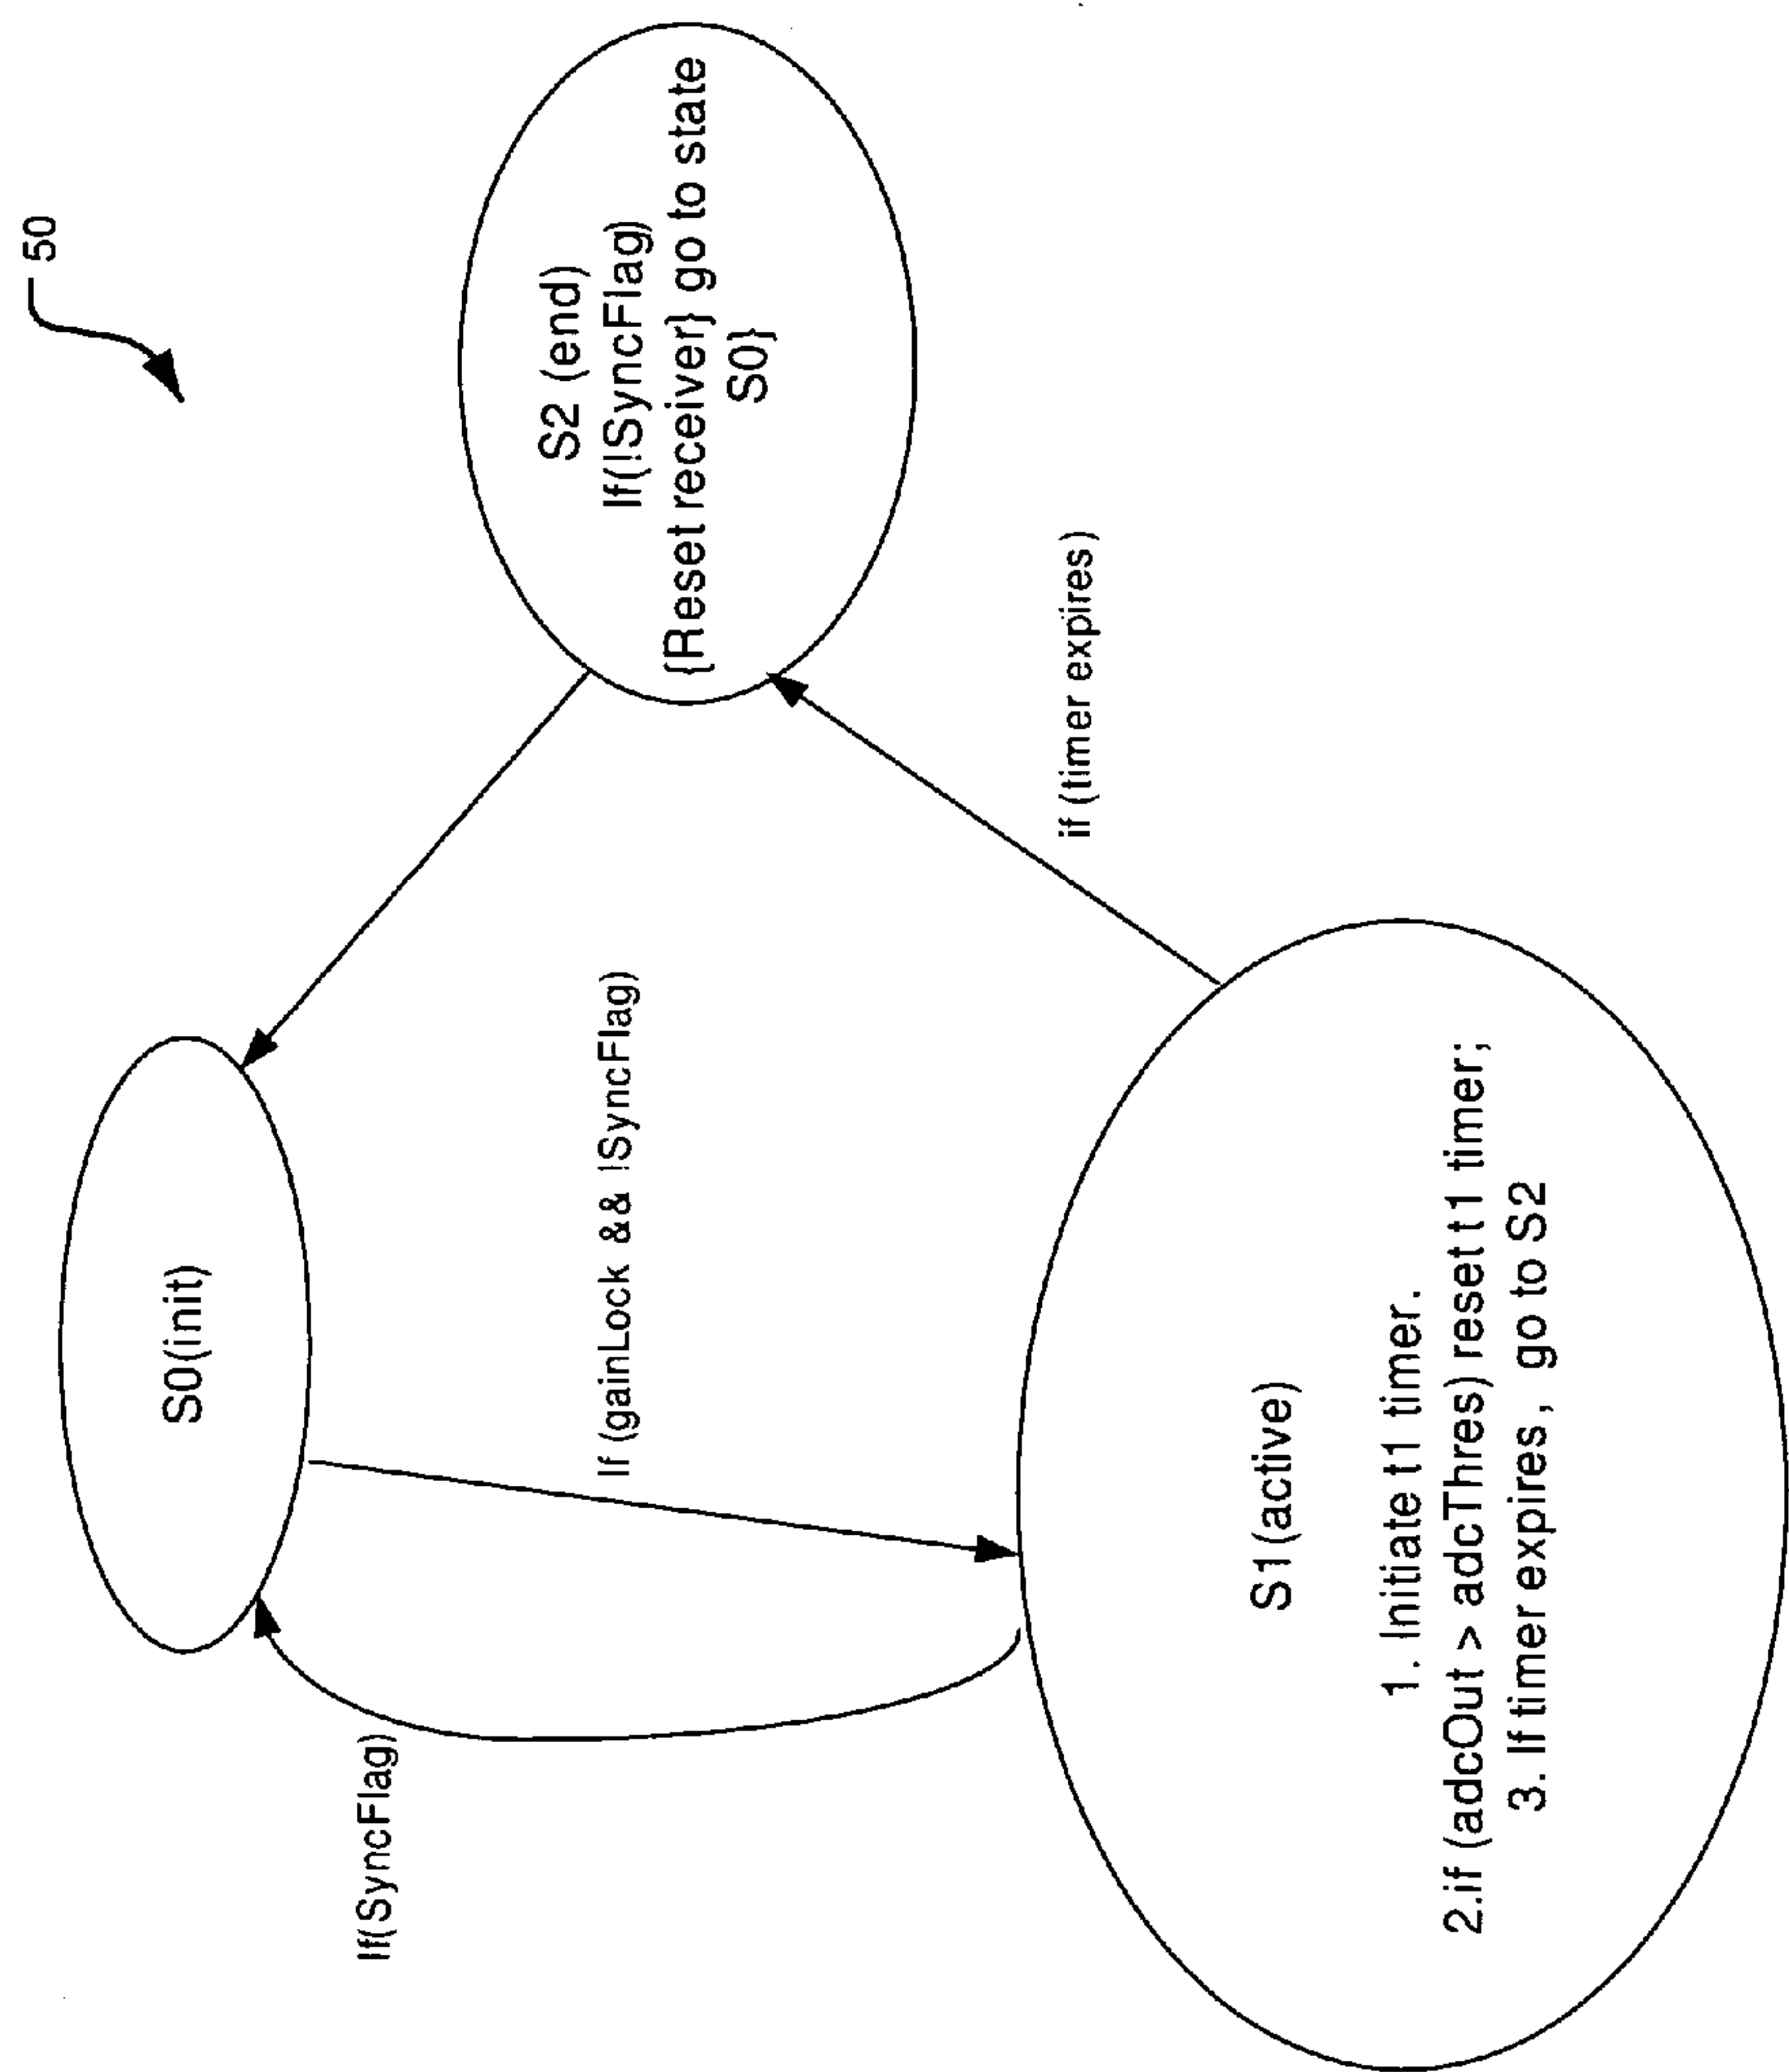 50
S0(init)
If(SyncFlag)
If (gainLock && !SyncFlag)
S2 (end)
If(!SyncFlag)
{Reset receiver} go to state
S0}
if (timer expires)
S1(active)
1. Initiate t1 timer.
2.if (adcOut > adcThres) reset t1 timer;
3. If timer expires, go to S2